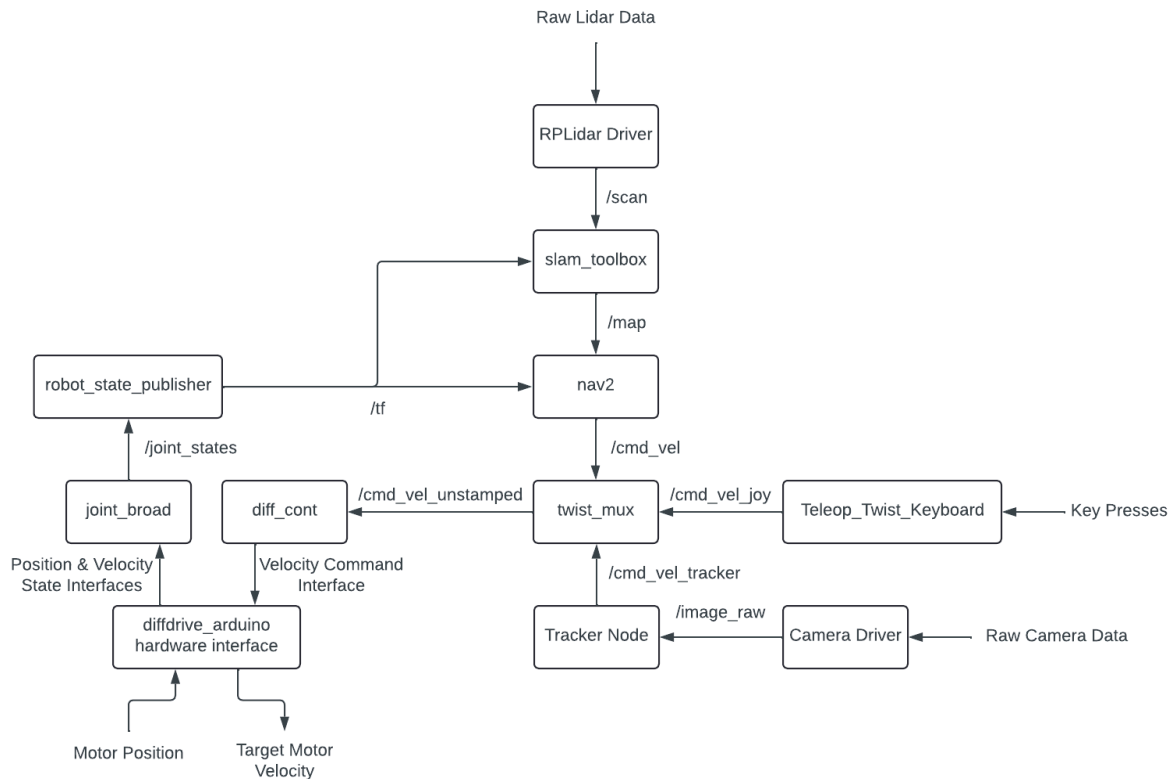 Raw Lidar Data
RPLidar Driver
/scan
slam_toolbox
/map
robot_state_publisher
nav2
/tf
/joint_states
/cmd_vel
joint_broad
diff_cont
/cmd_vel_unstamped
twist_mux
/cmd_vel_joy
Teleop_Twist_Keyboard
Key Presses
Position & Velocity
State Interfaces
Velocity Command
Interface
/cmd_vel_tracker
/image_raw
diffdrive_arduino
hardware interface
Tracker Node
Camera Driver
Raw Camera Data
Motor Position
Target Motor
Velocity